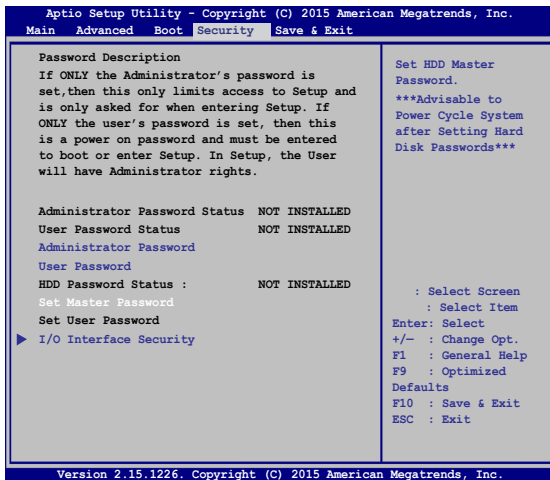 Aptio Setup Utility - Copyright (C) 2015 American Megatrends, Inc.
Main Advanced Boot Security Save & Exit
Password Description
If ONLY the Administrator's password is
set,then this only limits access to Setup and
is only asked for when entering Setup. If
ONLY the user's password is set, then this
is a power on password and must be entered
to boot or enter Setup. In Setup, the User
will have Administrator rights.
Administrator Password Status NOT INSTALLED
User Password Status NOT INSTALLED
Administrator Password
User Password
HDD Password Status : NOT INSTALLED
Set Master Password
Set User Password
I/O Interface Security
Set HDD Master
Password.
***Advisable to
Power Cycle System
after Setting Hard
Disk Passwords***
: Select Screen
: Select Item
Enter: Select
+/— : Change Opt.
F1 : General Help
F9 : Optimized
Defaults
F10 : Save & Exit
ESC : Exit
Version 2.15.1226. Copyright (C) 2015 American Megatrends, Inc.